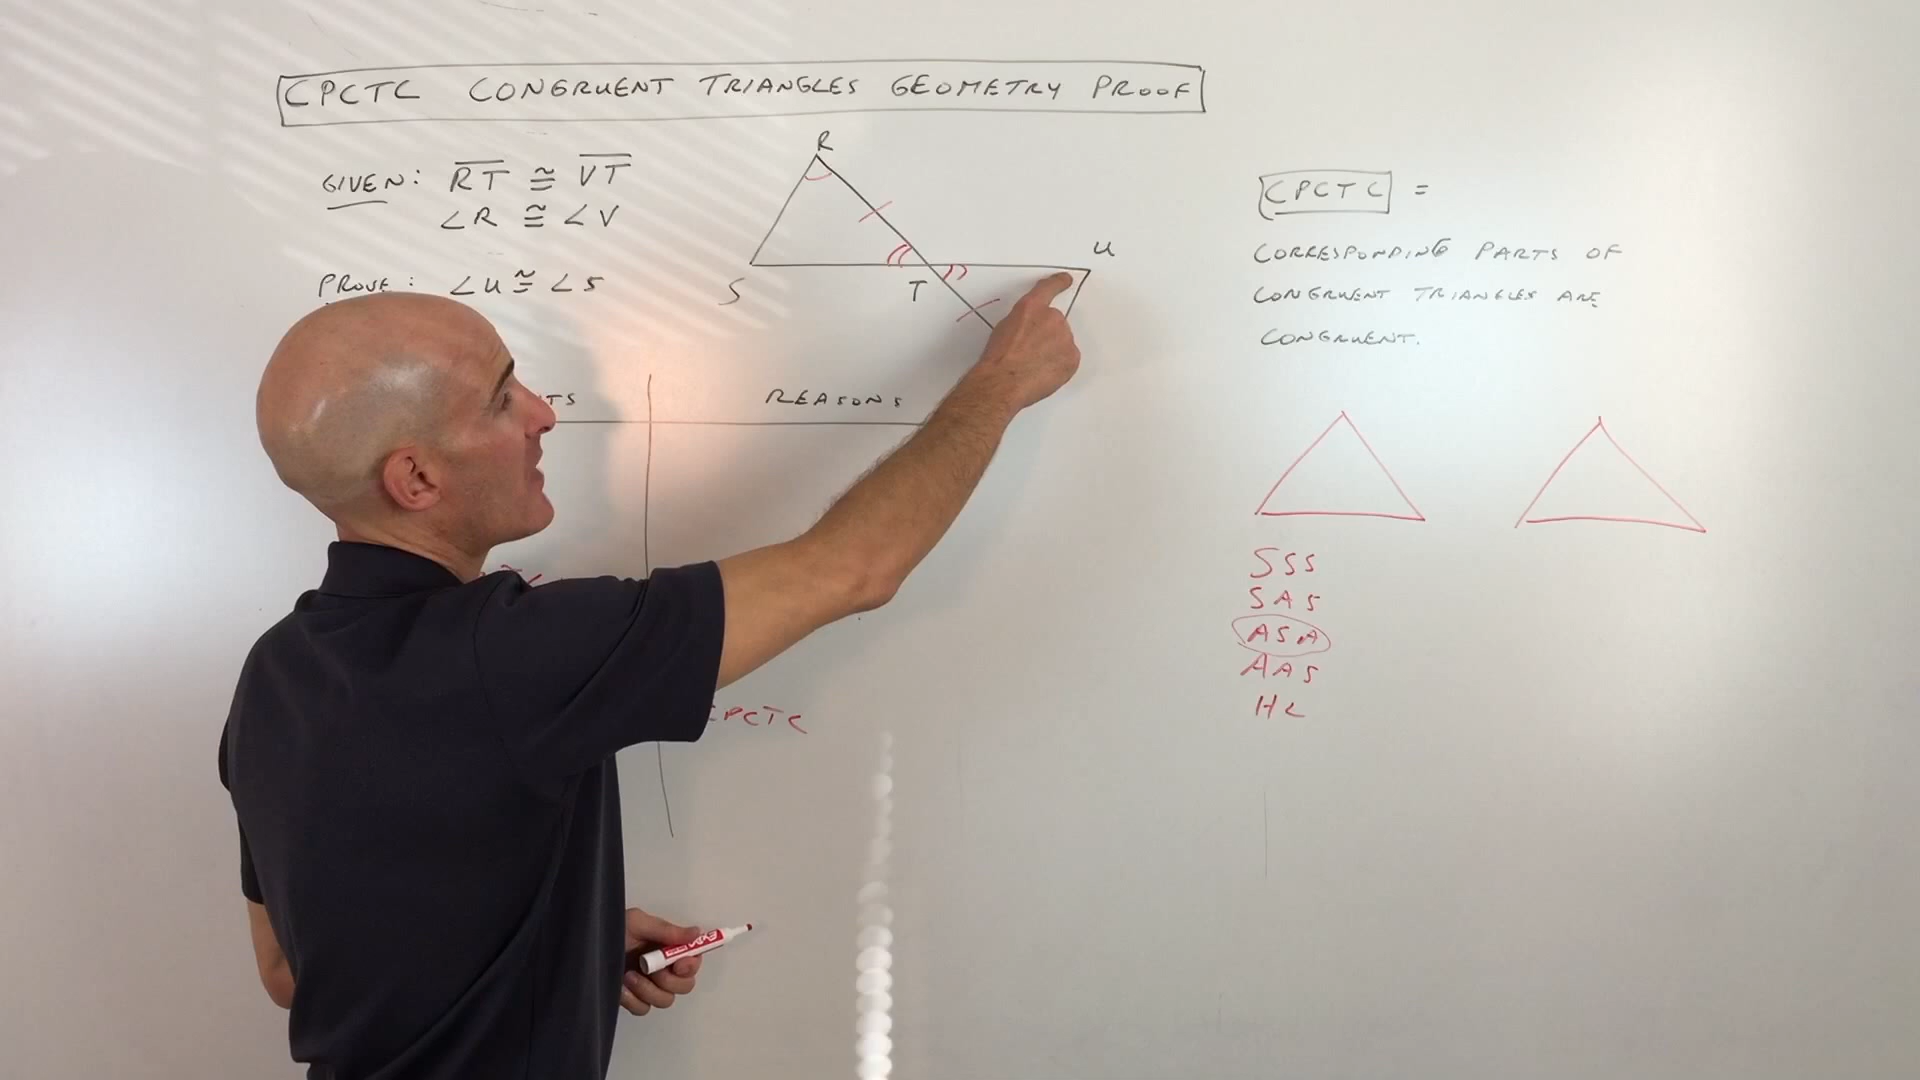 CPCTC CONGRUENT TRIANGLES GEOMETRY PROOF
GIVEN: RT ≅ VT
∠R ≅ ∠V
PROVE: ∠U ≅ ∠S
R
S
T
U
CPCTC =
CORRESPONDING PARTS OF
CONGRUENT TRIANGLES ARE
CONGRUENT.
REASONS
CPCTC
SSS
SAS
ASA
AAS
HL
EXPO